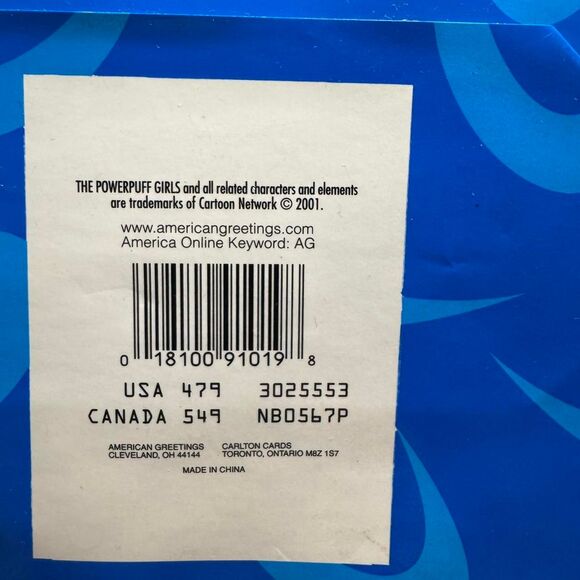 THE POWERPUFF GIRLS and all related characters and elements
are trademarks of Cartoon Network © 2001.
www.americangreetings.com
America Online Keyword: AG
0 18100 91019 8
USA 479 3025553
CANADA 549 NB0567P
AMERICAN GREETINGS CARLTON CARDS
CLEVELAND, OH 44144 TORONTO, ONTARIO M8Z 1S7
MADE IN CHINA